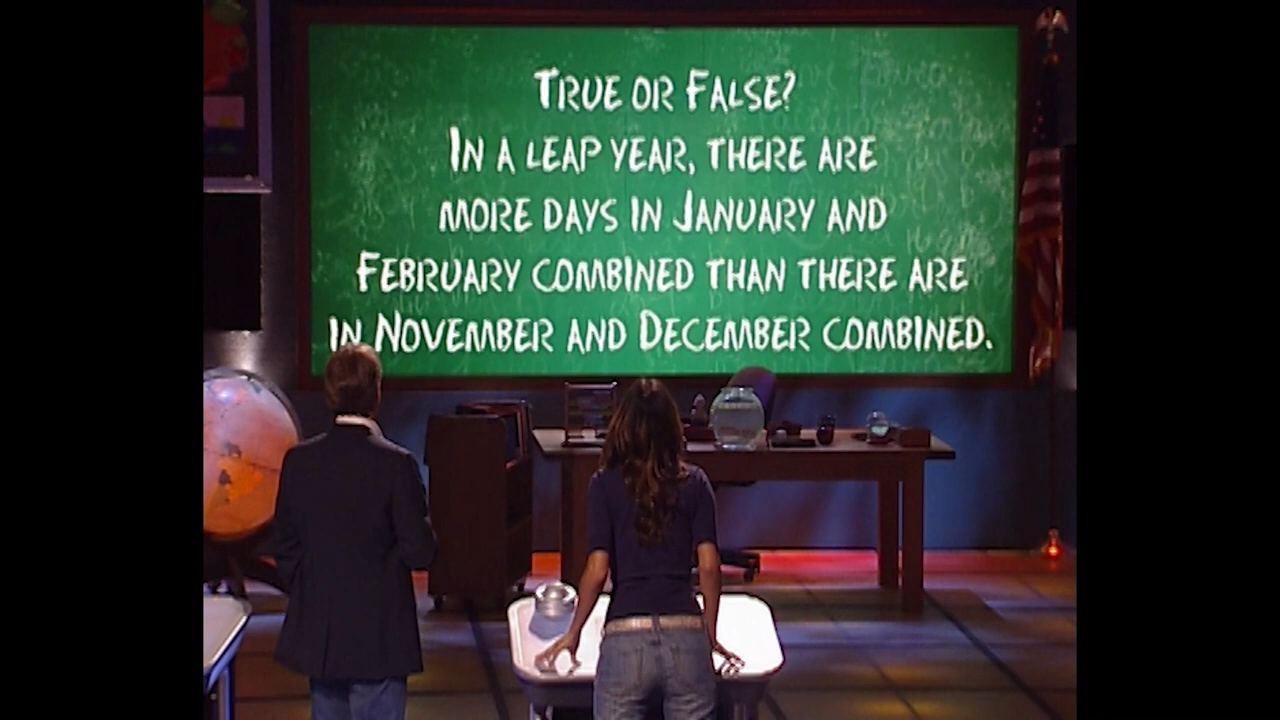 True or False?
In a leap year, there are
more days in January and
February combined than there are
in November and December combined.